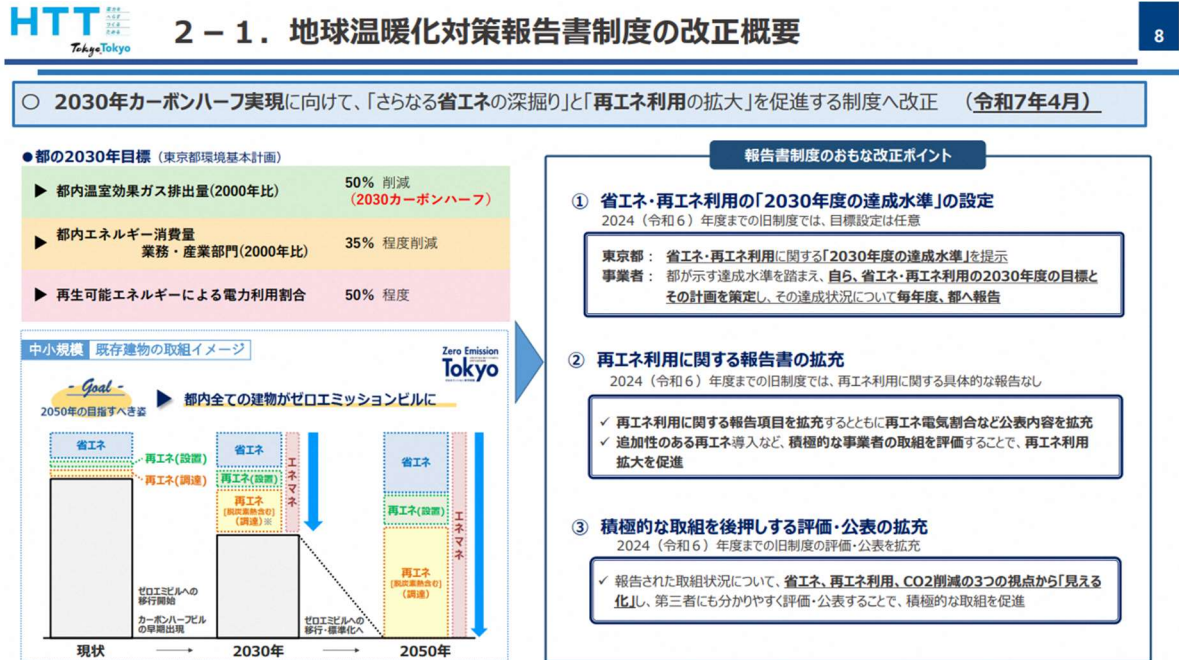 HTT
電力を
へらす
つくる
ためる
Tokyo Tokyo
2－1．地球温暖化対策報告書制度の改正概要
8
○ 2030年カーボンハーフ実現に向けて、「さらなる省エネの深掘り」と「再エネ利用の拡大」を促進する制度へ改正 （令和7年4月）
●都の2030年目標（東京都環境基本計画）
▶ 都内温室効果ガス排出量(2000年比)
50% 削減
（2030カーボンハーフ）
▶ 都内エネルギー消費量
業務・産業部門(2000年比)
35% 程度削減
▶ 再生可能エネルギーによる電力利用割合
50% 程度
中小規模 既存建物の取組イメージ
Zero Emission
Tokyo
- Goal -
2050年の目指すべき姿
▶ 都内全ての建物がゼロエミッションビルに
省エネ
再エネ(設置)
再エネ(調達)
省エネ
再エネ(設置)
再エネ
[脱炭素熱含む]
(調達)※
エネマネ
省エネ
再エネ(設置)
再エネ
[脱炭素熱含む]
(調達)
エネマネ
ゼロエミビルへの
移行開始
カーボンハーフビル
の早期出現
ゼロエミビルへの
移行・標準化へ
現状
2030年
2050年
報告書制度のおもな改正ポイント
① 省エネ・再エネ利用の「2030年度の達成水準」の設定
2024（令和６）年度までの旧制度では、目標設定は任意
東京都： 省エネ・再エネ利用に関する「2030年度の達成水準」を提示
事業者： 都が示す達成水準を踏まえ、自ら、省エネ・再エネ利用の2030年度の目標と
その計画を策定し、その達成状況について毎年度、都へ報告
② 再エネ利用に関する報告書の拡充
2024（令和６）年度までの旧制度では、再エネ利用に関する具体的な報告なし
✓ 再エネ利用に関する報告項目を拡充するとともに再エネ電気割合など公表内容を拡充
✓ 追加性のある再エネ導入など、積極的な事業者の取組を評価することで、再エネ利用
拡大を促進
③ 積極的な取組を後押しする評価・公表の拡充
2024（令和６）年度までの旧制度の評価・公表を拡充
✓ 報告された取組状況について、省エネ、再エネ利用、CO2削減の3つの視点から「見える
化」し、第三者にも分かりやすく評価・公表することで、積極的な取組を促進